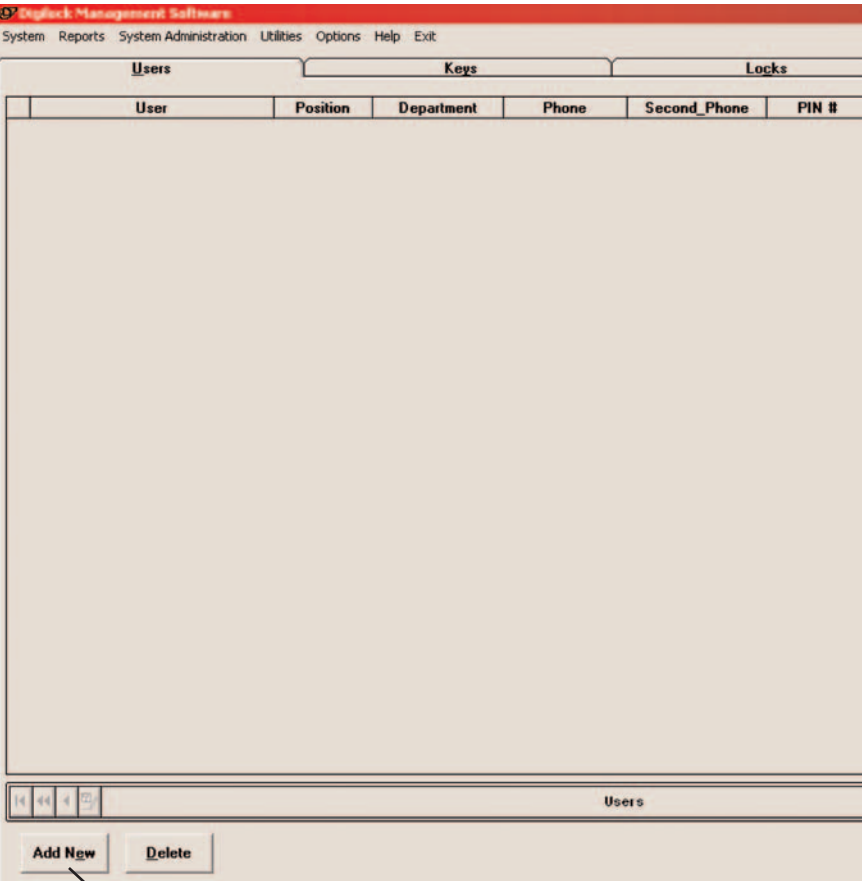 Digilock Management Software
System Reports System Administration Utilities Options Help Exit
Users Keys Locks
User Position Department Phone Second_Phone PIN #
Users
Add New Delete